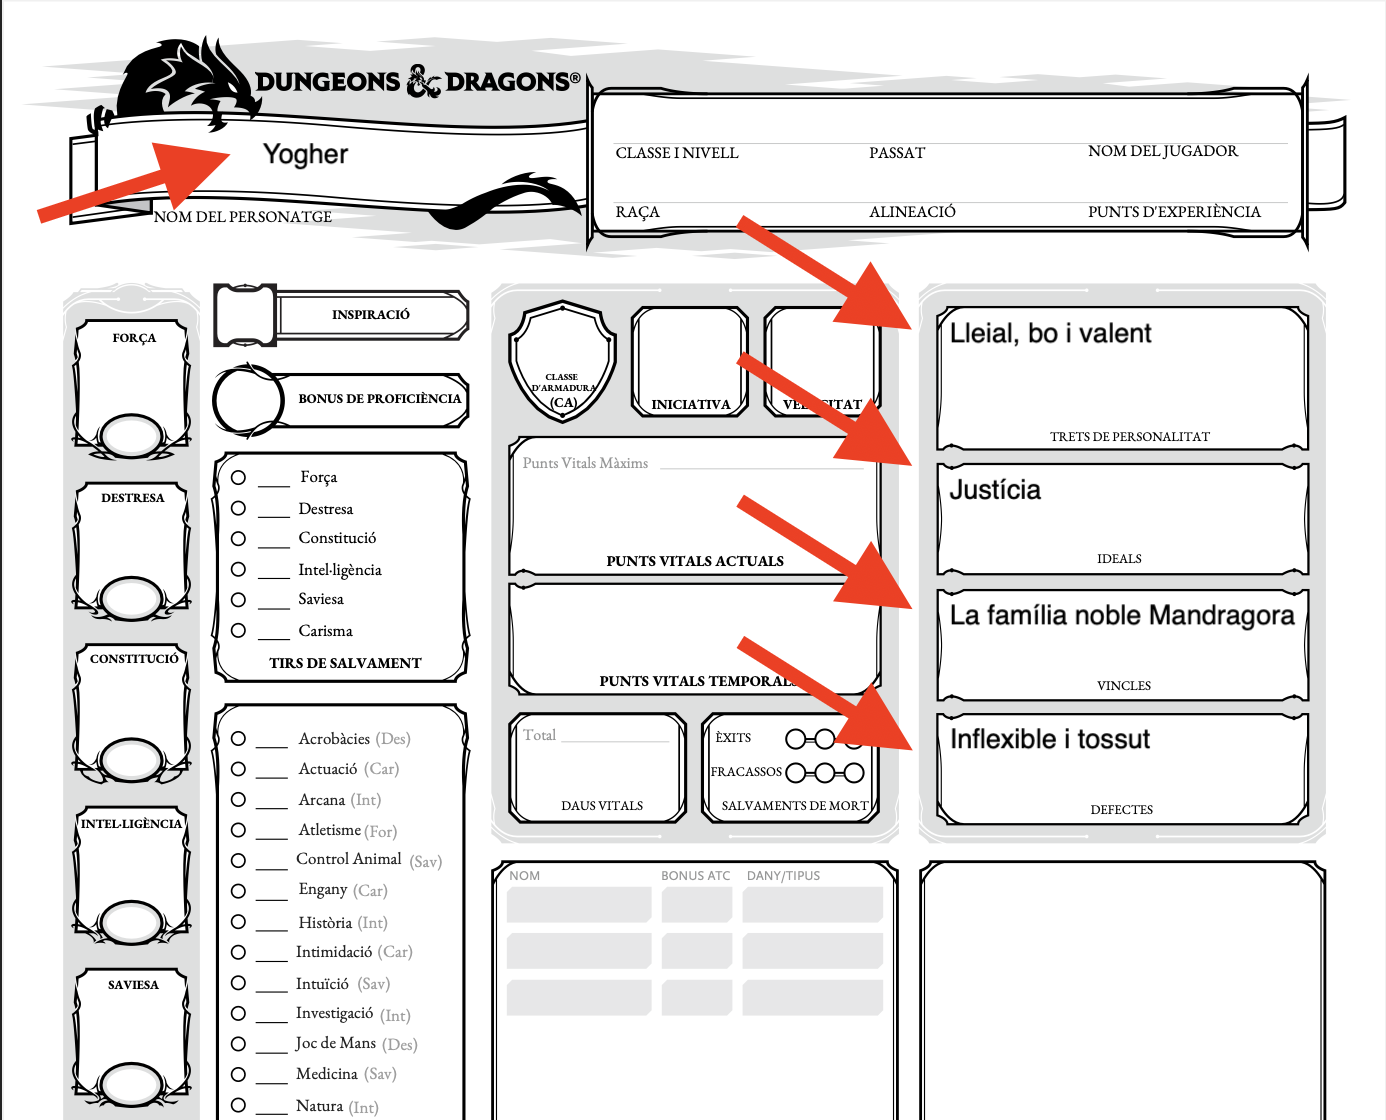 DUNGEONS & DRAGONS®
Yogher
NOM DEL PERSONATGE
CLASSE I NIVELL
PASSAT
NOM DEL JUGADOR
RAÇA
ALINEACIÓ
PUNTS D'EXPERIÈNCIA
FORÇA
DESTRESA
CONSTITUCIÓ
INTEL·LIGÈNCIA
SAVIESA
INSPIRACIÓ
BONUS DE PROFICIÈNCIA
Força
Destresa
Constitució
Intel·ligència
Saviesa
Carisma
TIRS DE SALVAMENT
Acrobàcies (Des)
Actuació (Car)
Arcana (Int)
Atletisme (For)
Control Animal (Sav)
Engany (Car)
Història (Int)
Intimidació (Car)
Intuïció (Sav)
Investigació (Int)
Joc de Mans (Des)
Medicina (Sav)
Natura (Int)
CLASSE
D'ARMADURA
(CA)
INICIATIVA
VELOCITAT
Punts Vitals Màxims
PUNTS VITALS ACTUALS
PUNTS VITALS TEMPORALS
Total
DAUS VITALS
ÈXITS
FRACASSOS
SALVAMENTS DE MORT
NOM
BONUS ATC
DANY/TIPUS
Lleial, bo i valent
TRETS DE PERSONALITAT
Justícia
IDEALS
La família noble Mandragora
VINCLES
Inflexible i tossut
DEFECTES